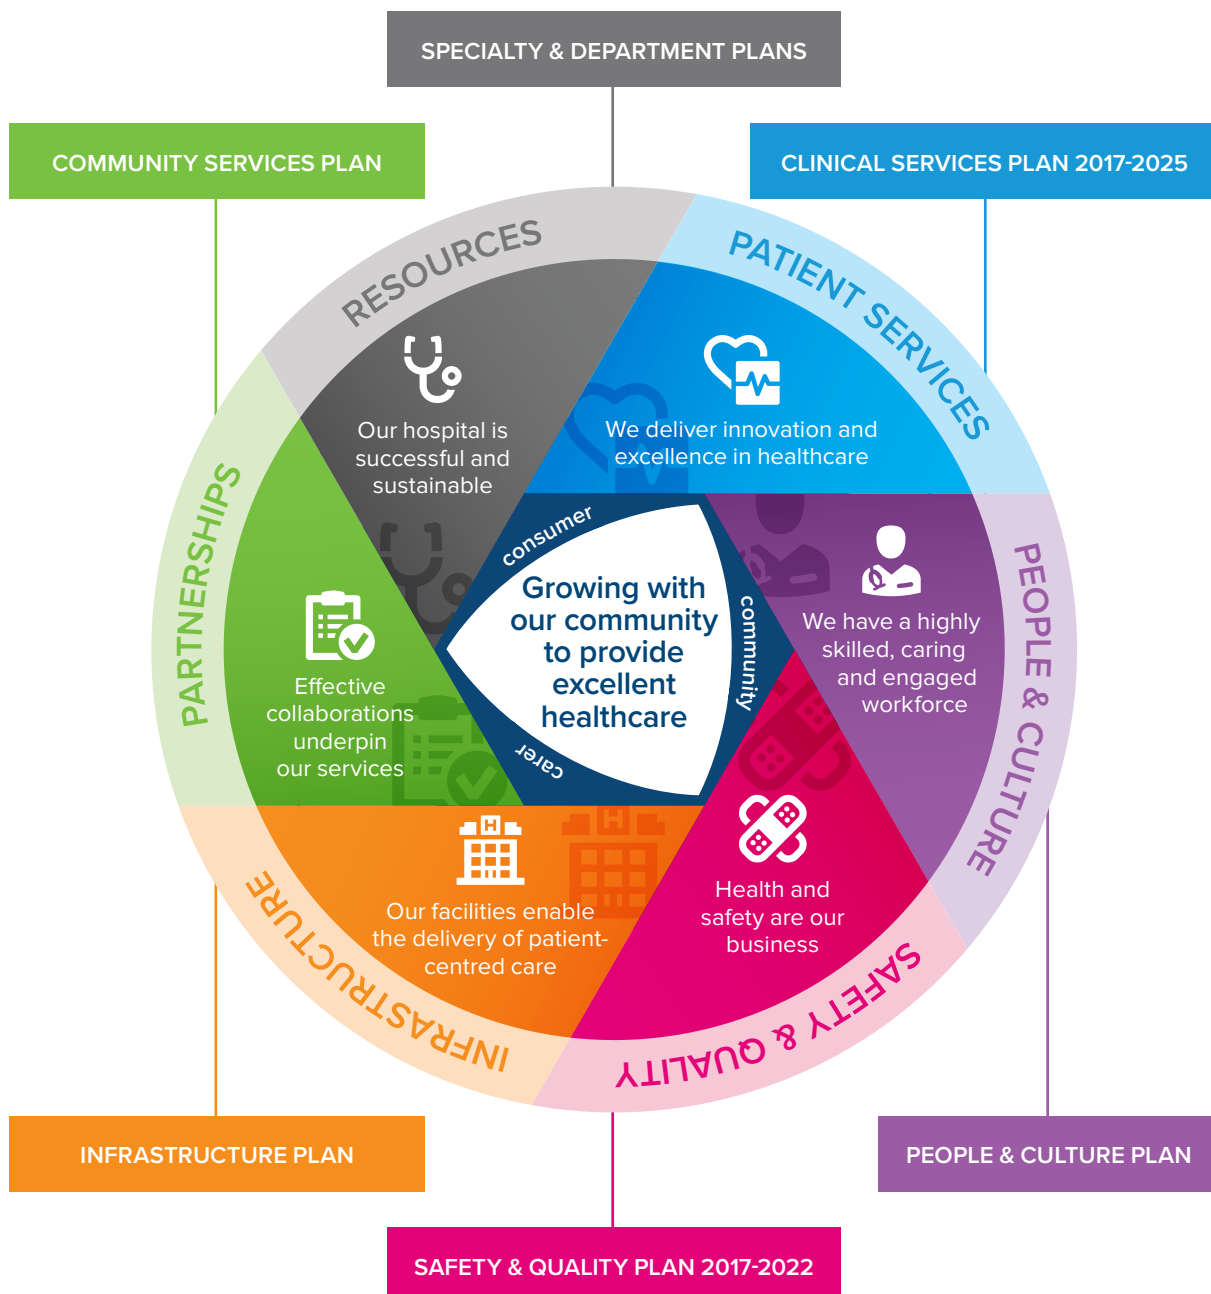 SPECIALTY & DEPARTMENT PLANS
COMMUNITY SERVICES PLAN
CLINICAL SERVICES PLAN 2017-2025
RESOURCES
PATIENT SERVICES
Our hospital is
successful and
sustainable
We deliver innovation and
excellence in healthcare
PARTNERSHIPS
Effective
collaborations
underpin
our services
consumer
community
carer
Growing with
our community
to provide
excellent
healthcare
PEOPLE & CULTURE
We have a highly
skilled, caring
and engaged
workforce
INFRASTRUCTURE
H
H
Our facilities enable
the delivery of patient-
centred care
SAFETY & QUALITY
Health and
safety are our
business
INFRASTRUCTURE PLAN
PEOPLE & CULTURE PLAN
SAFETY & QUALITY PLAN 2017-2022